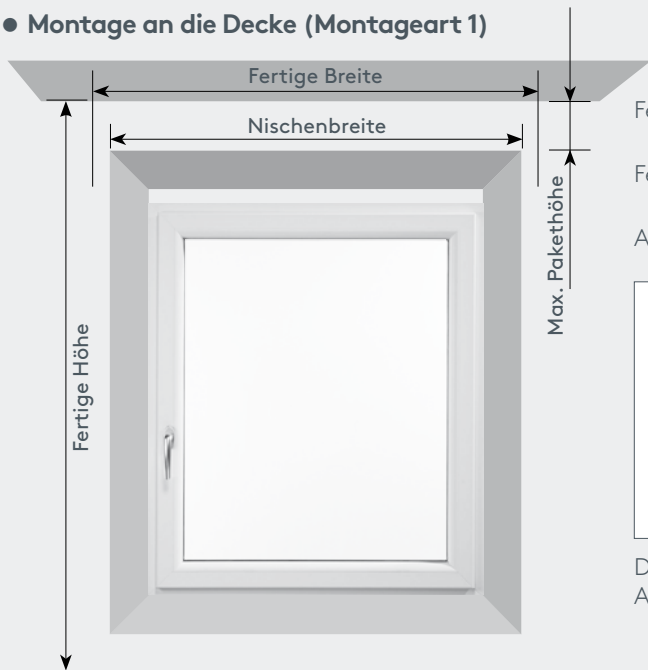 ● Montage an die Decke (Montageart 1)
Fertige Breite
Nischenbreite
Max. Pakethöhe
Fertige Höhe